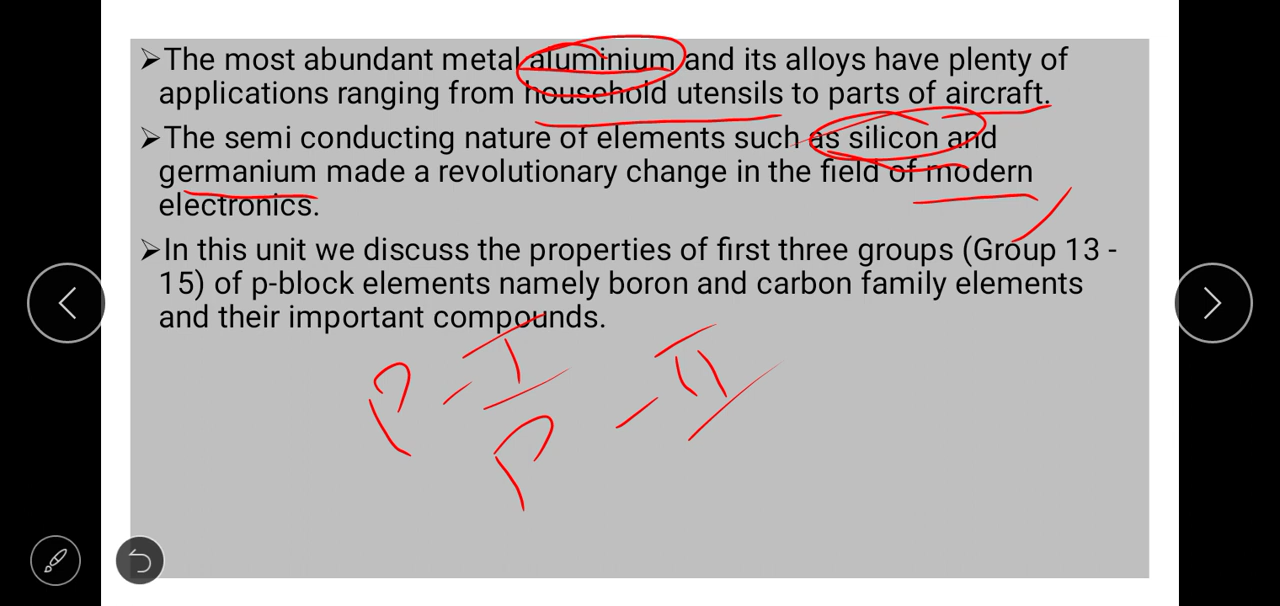 ➢The most abundant metal aluminium and its alloys have plenty of
applications ranging from household utensils to parts of aircraft.
➢The semi conducting nature of elements such as silicon and
germanium made a revolutionary change in the field of modern
electronics.
➢In this unit we discuss the properties of first three groups (Group 13 -
15) of p-block elements namely boron and carbon family elements
and their important compounds.
P - I
P - II